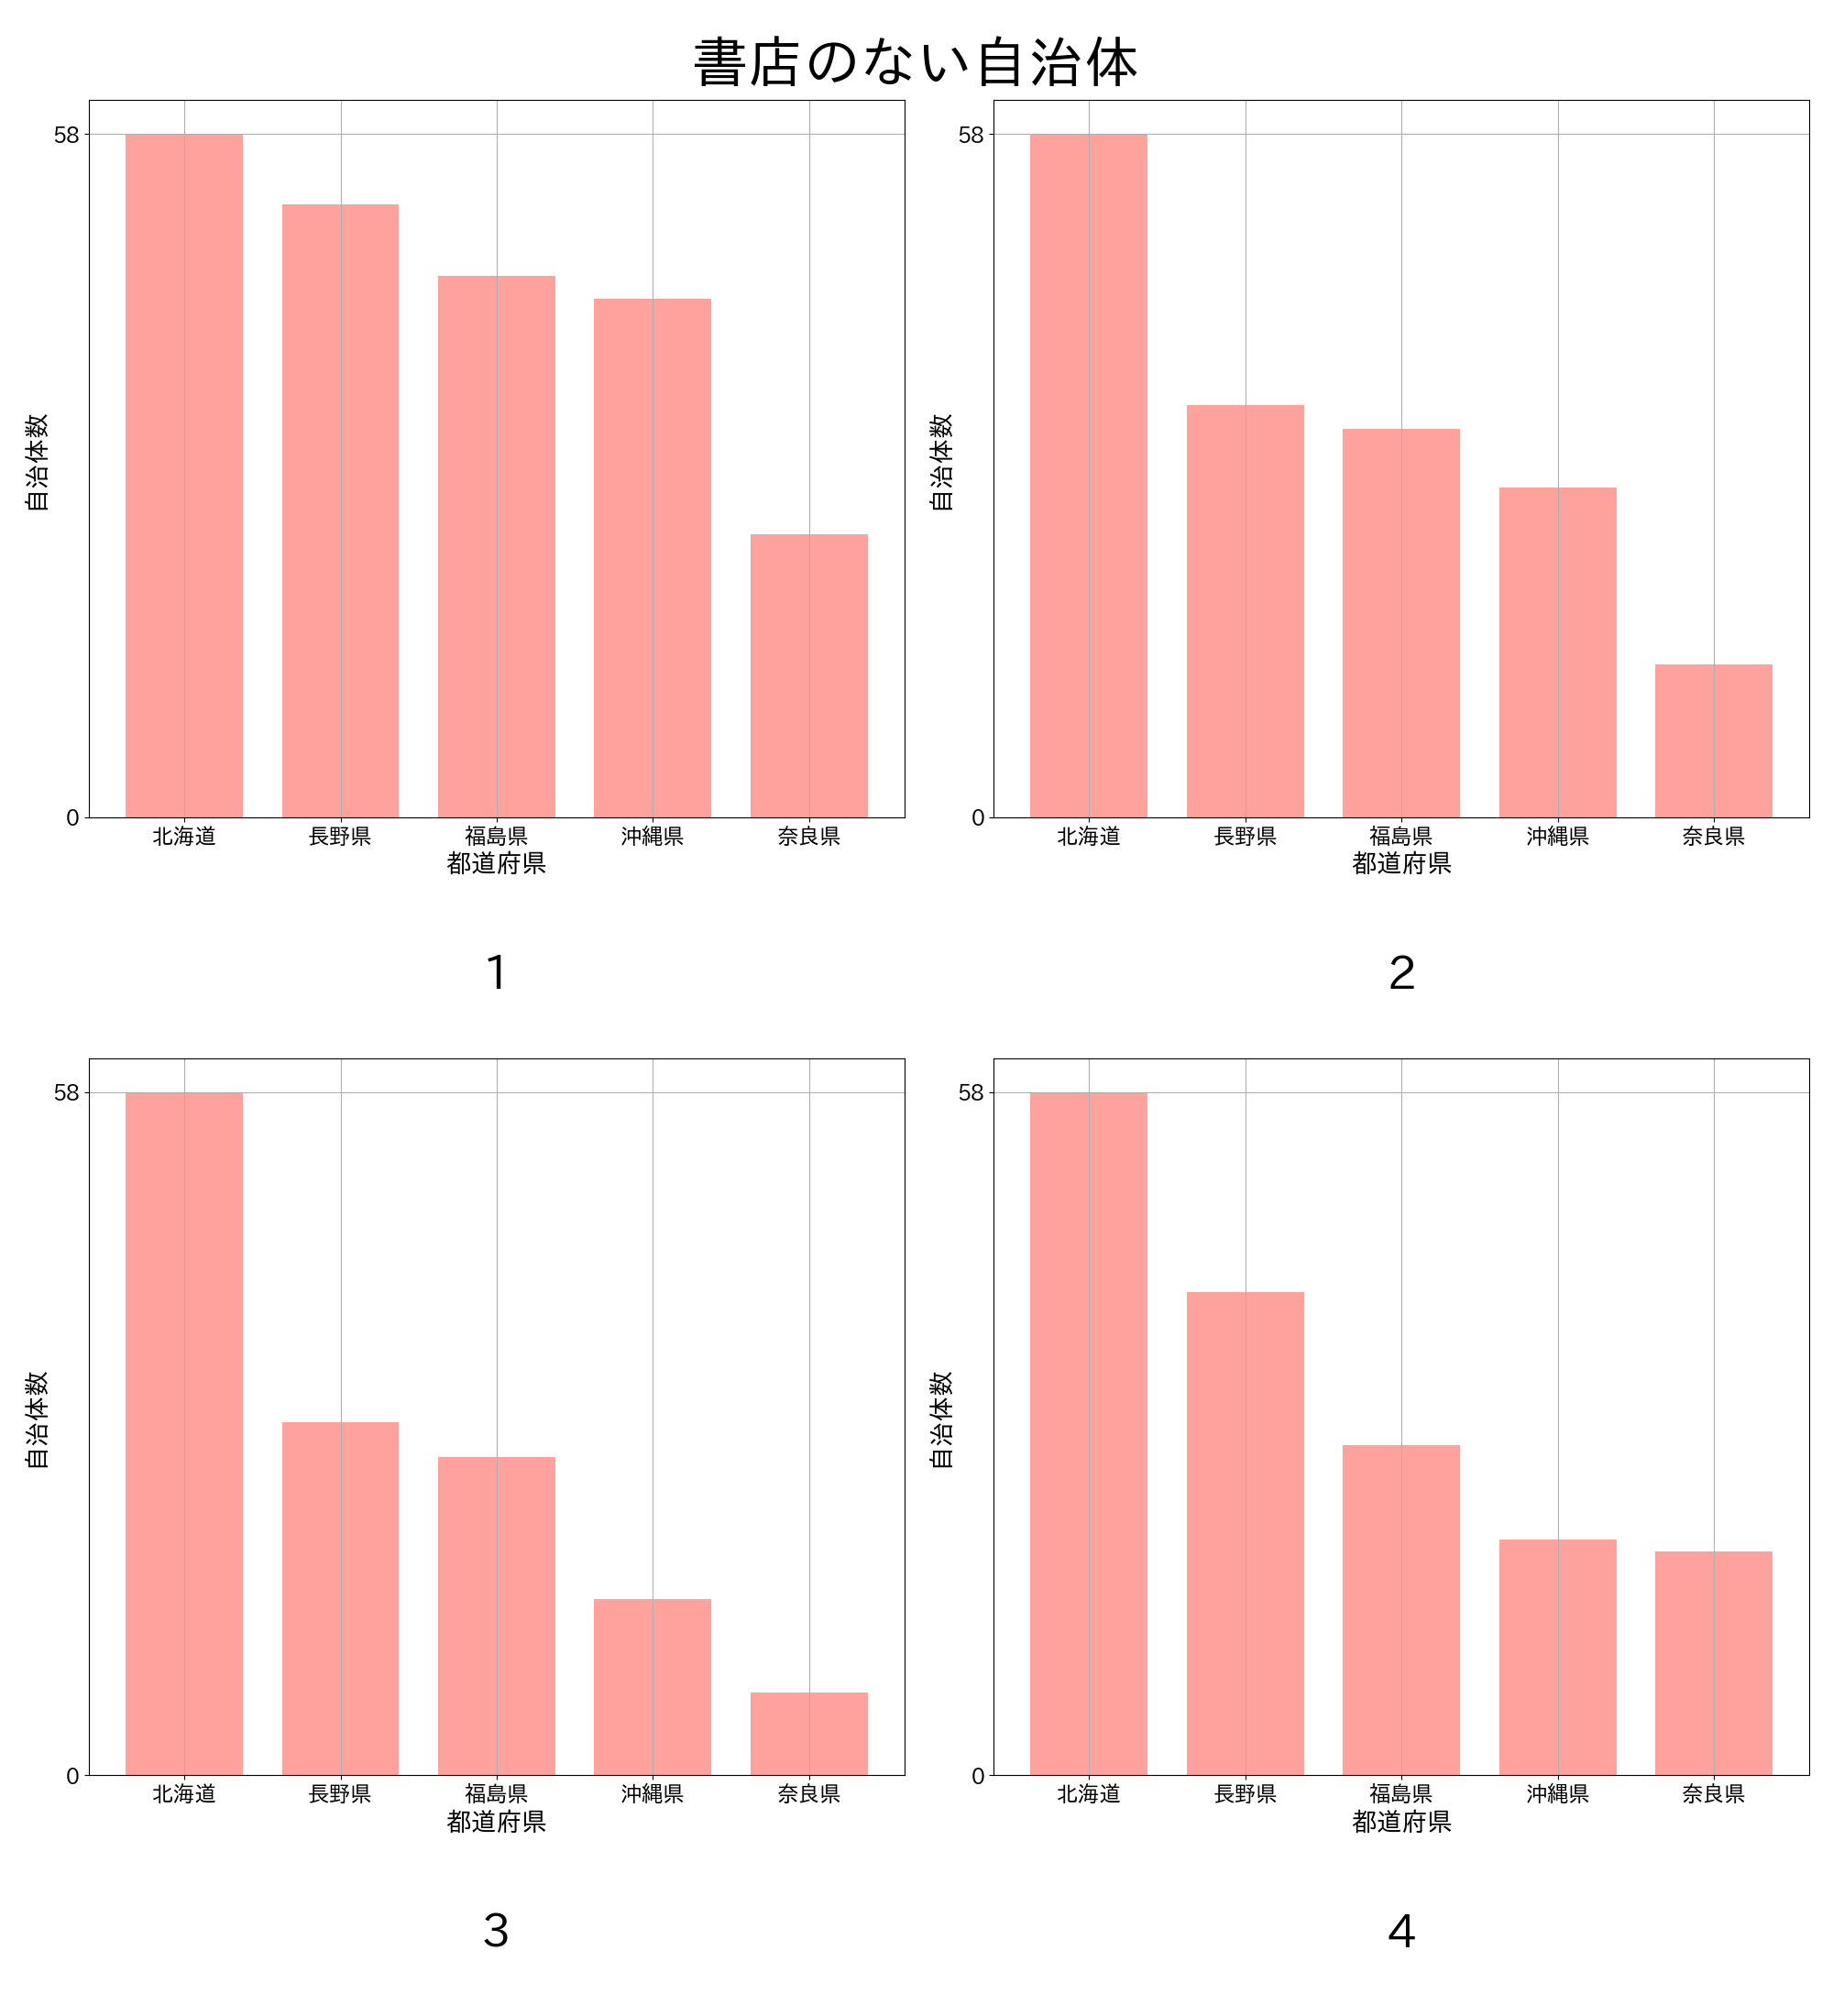 書店のない自治体
58
0
自治体数
北海道 長野県 福島県 沖縄県 奈良県
都道府県
1
58
0
自治体数
北海道 長野県 福島県 沖縄県 奈良県
都道府県
2
58
0
自治体数
北海道 長野県 福島県 沖縄県 奈良県
都道府県
3
58
0
自治体数
北海道 長野県 福島県 沖縄県 奈良県
都道府県
4